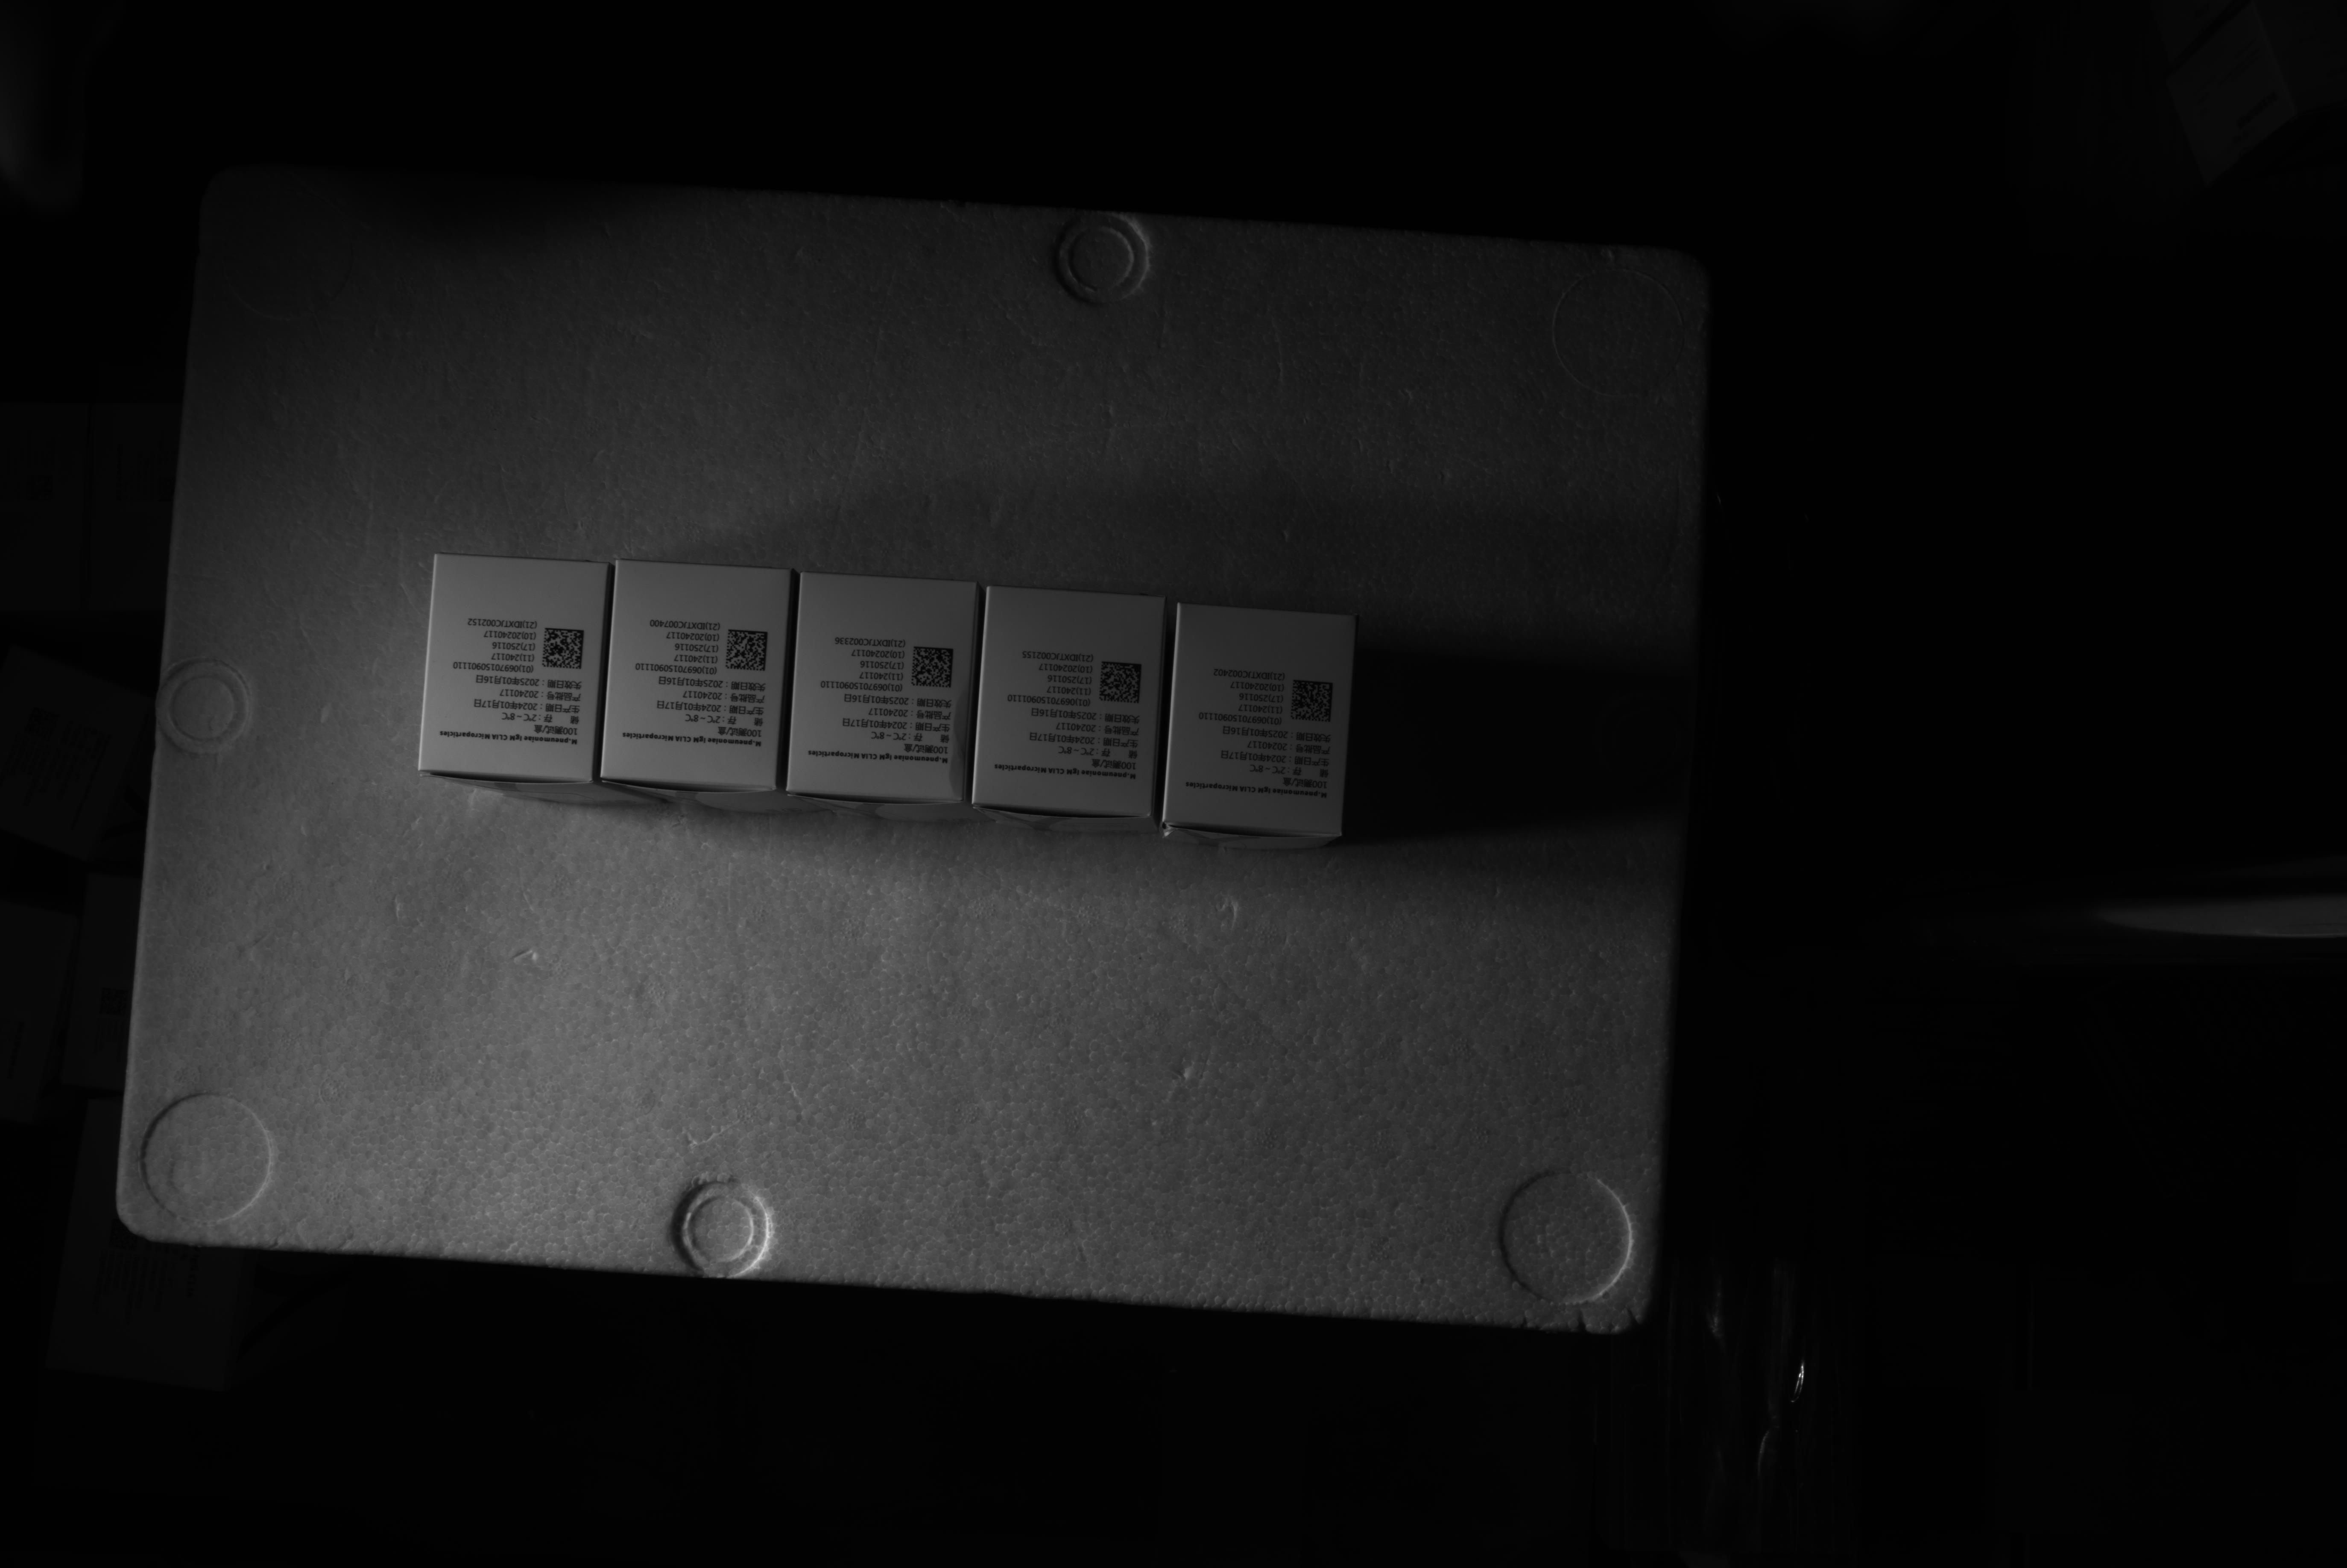 M.pneumoniae IgM CLIA Microparticles
100测试/盒
储 存：2℃~8℃
生产日期：2024年01月17日
产品批号：20240117
失效日期：2025年01月16日
(01)06970150901110
(11)240117
(17)250116
(10)20240117
(21)IDXTJC002402
M.pneumoniae IgM CLIA Microparticles
100测试/盒
储 存：2℃~8℃
生产日期：2024年01月17日
产品批号：20240117
失效日期：2025年01月16日
(01)06970150901110
(11)240117
(17)250116
(10)20240117
(21)IDXTJC002155
M.pneumoniae IgM CLIA Microparticles
100测试/盒
储 存：2℃~8℃
生产日期：2024年01月17日
产品批号：20240117
失效日期：2025年01月16日
(01)06970150901110
(11)240117
(17)250116
(10)20240117
(21)IDXTJC002336
M.pneumoniae IgM CLIA Microparticles
100测试/盒
储 存：2℃~8℃
生产日期：2024年01月17日
产品批号：20240117
失效日期：2025年01月16日
(01)06970150901110
(11)240117
(17)250116
(10)20240117
(21)IDXTJC007400
M.pneumoniae IgM CLIA Microparticles
100测试/盒
储 存：2℃~8℃
生产日期：2024年01月17日
产品批号：20240117
失效日期：2025年01月16日
(01)06970150901110
(11)240117
(17)250116
(10)20240117
(21)IDXTJC002152